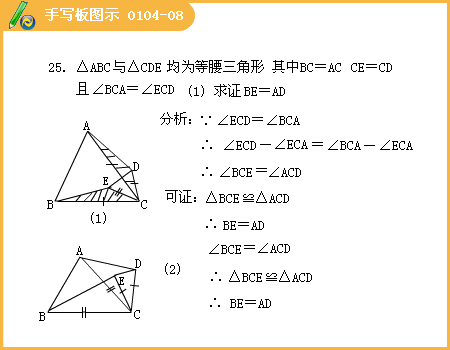 手写板图示 0104-08
25. △ABC与△CDE 均为等腰三角形 其中BC=AC CE=CD
且∠BCA=∠ECD (1) 求证BE=AD
分析:∵ ∠ECD=∠BCA
∴ ∠ECD-∠ECA=∠BCA-∠ECA
∴ ∠BCE=∠ACD
可证:△BCE≌△ACD
∴ BE=AD
A
D
E
B
C
(1)
∠BCE=∠ACD
(2)
∴ △BCE≌△ACD
∴ BE=AD
A
D
E
B
C